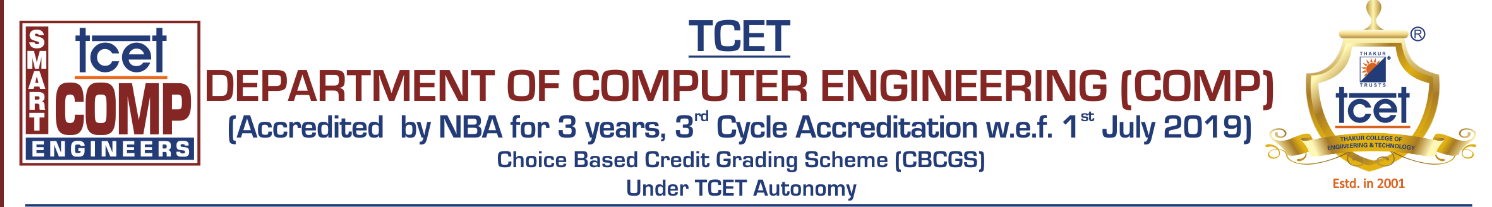 SMART
tcet
COMP
ENGINEERS
TCET
DEPARTMENT OF COMPUTER ENGINEERING (COMP)
(Accredited by NBA for 3 years, 3rd Cycle Accreditation w.e.f. 1st July 2019)
Choice Based Credit Grading Scheme (CBCGS)
Under TCET Autonomy
®
THAKUR
TRUSTS
tcet
THAKUR COLLEGE OF
ENGINEERING & TECHNOLOGY
Estd. in 2001